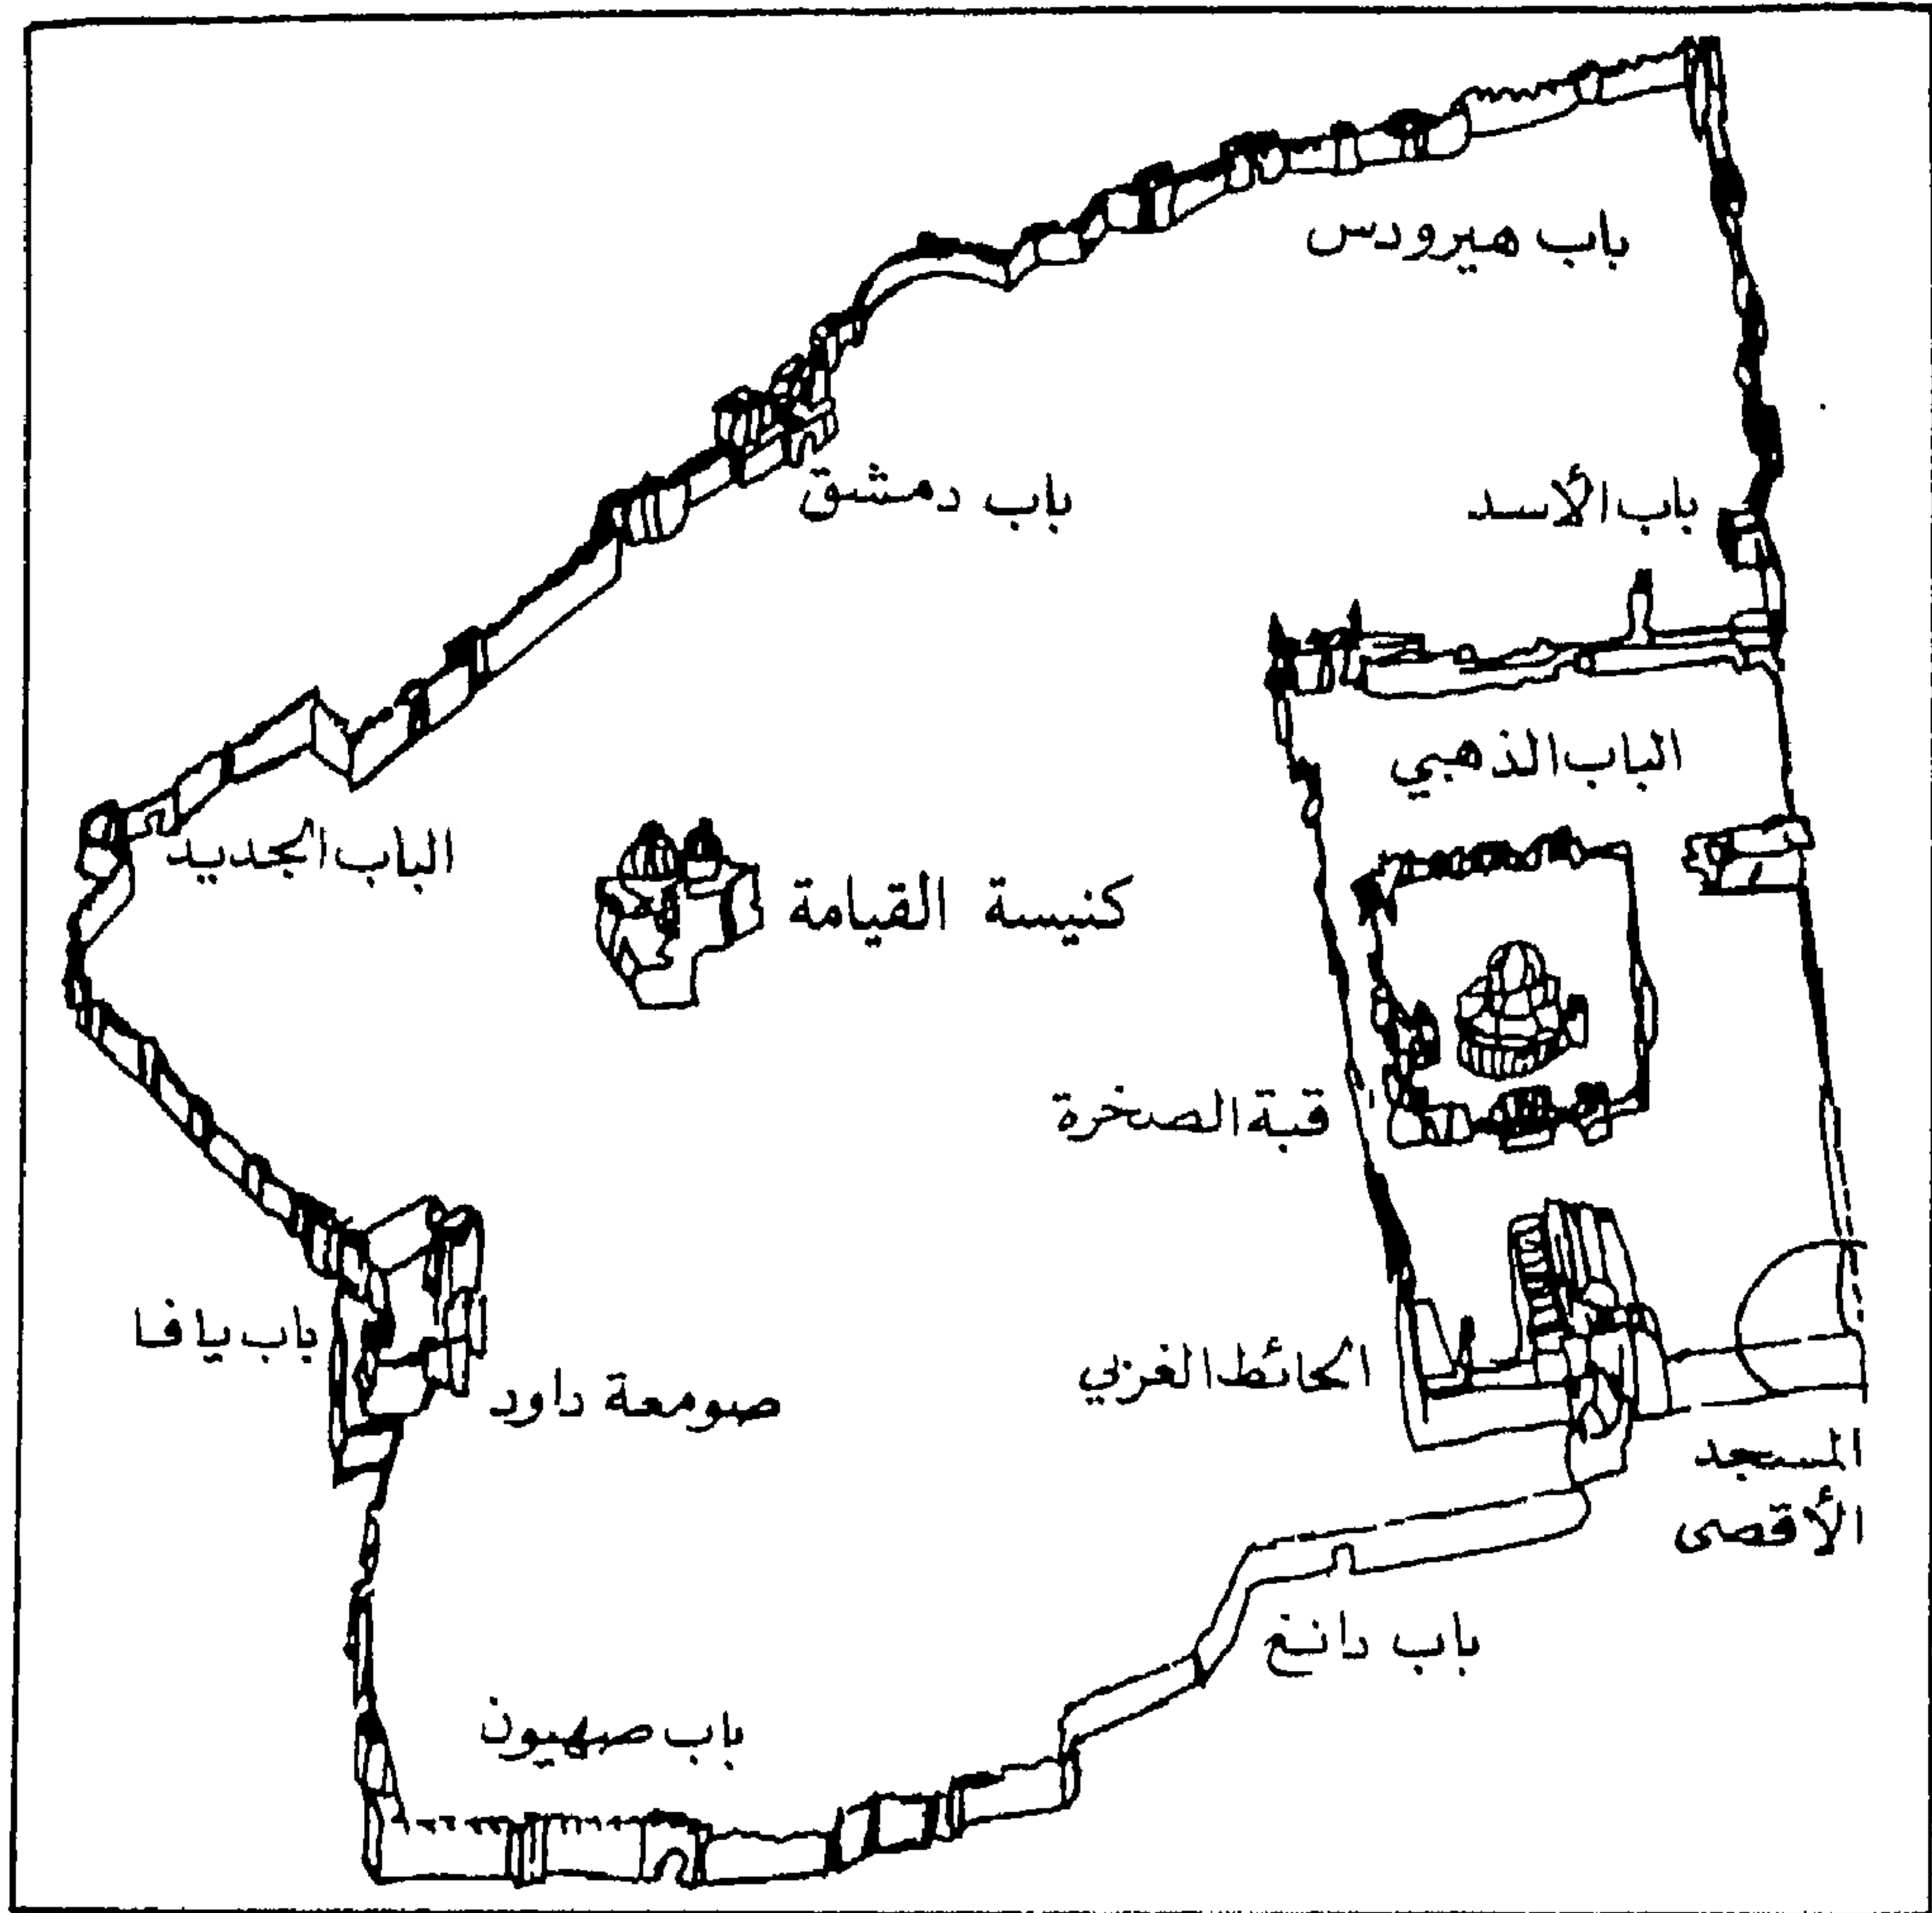 باب هيرودس
باب دمشق
باب الأسد
الباب الذهبي
الباب الجديد
كنيسة القيامة
قبة الصخرة
باب يافا
صومعة داود
الحائط الغربي
المسجد
الأقصى
باب دانغ
باب صهيون